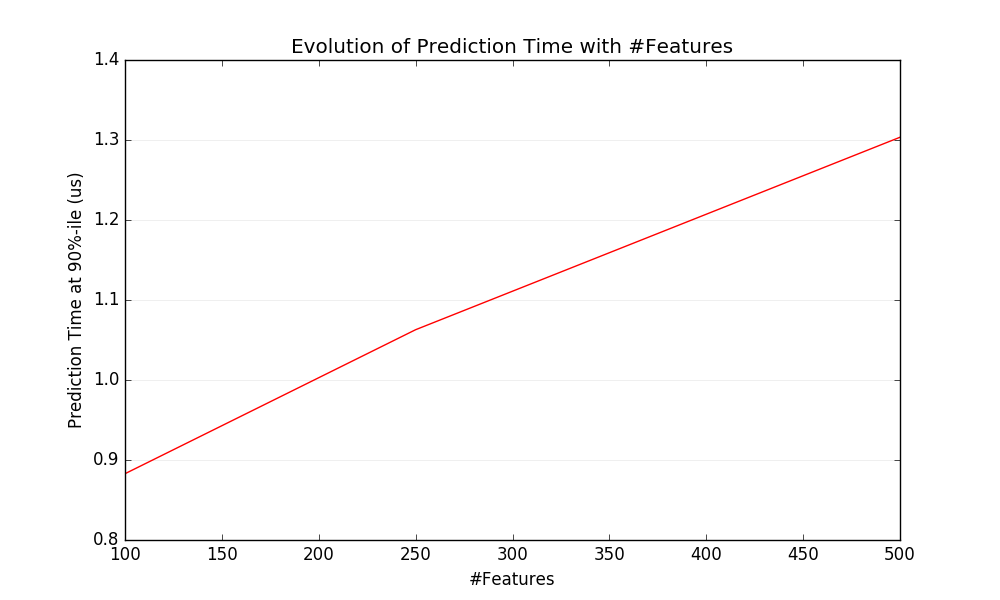 Evolution of Prediction Time with #Features
1.4
1.3
1.2
1.1
1.0
0.9
0.8
Prediction Time at 90%-ile (us)
100 150 200 250 300 350 400 450 500
#Features